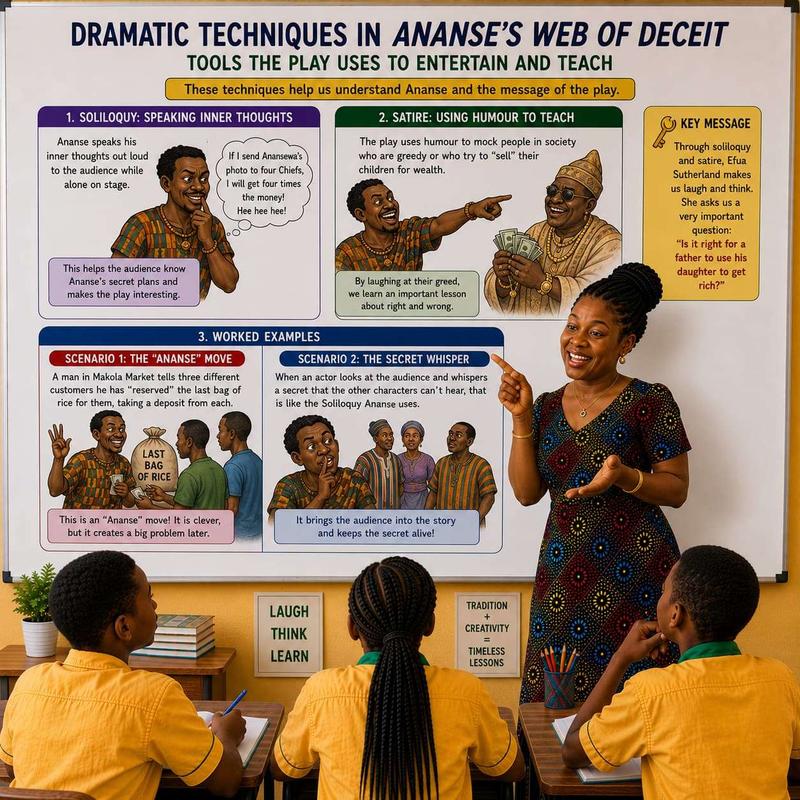 DRAMATIC TECHNIQUES IN ANANSE'S WEB OF DECEIT
TOOLS THE PLAY USES TO ENTERTAIN AND TEACH
These techniques help us understand Ananse and the message of the play.
1. SOLILOQUY: SPEAKING INNER THOUGHTS
Ananse speaks his
inner thoughts out loud
to the audience while
alone on stage.
If I send Anansewa's
photo to four Chiefs,
I will get four times
the money!
Hee hee hee!
This helps the audience know
Ananse's secret plans and
makes the play interesting.
2. SATIRE: USING HUMOUR TO TEACH
The play uses humour to mock people in society
who are greedy or who try to "sell" their
children for wealth.
By laughing at their greed,
we learn an important lesson
about right and wrong.
KEY MESSAGE
Through soliloquy
and satire, Efua
Sutherland makes
us laugh and think.
She asks us a
very important
question:
"Is it right for a
father to use his
daughter to get
rich?"
3. WORKED EXAMPLES
SCENARIO 1: THE "ANANSE" MOVE
A man in Makola Market tells three different
customers he has "reserved" the last bag of
rice for them, taking a deposit from each.
LAST
BAG
OF RICE
This is an "Ananse" move! It is clever,
but it creates a big problem later.
SCENARIO 2: THE SECRET WHISPER
When an actor looks at the audience and whispers
a secret that the other characters can't hear, that
is like the Soliloquy Ananse uses.
It brings the audience into the story
and keeps the secret alive!
LAUGH
THINK
LEARN
TRADITION
+
CREATIVITY
=
TIMELESS
LESSONS